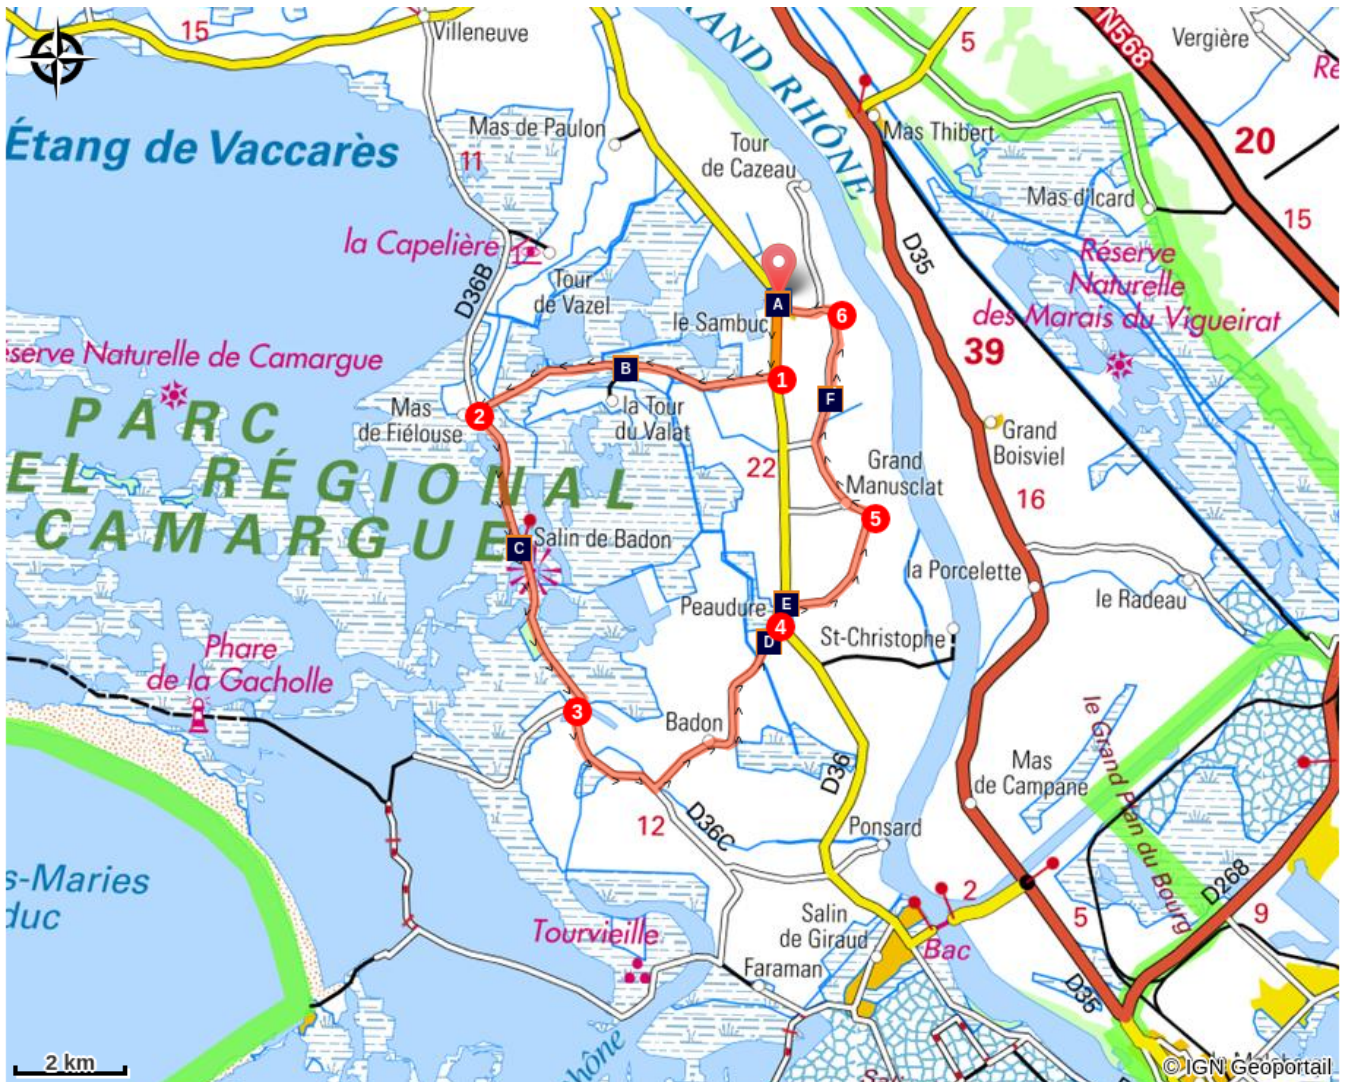 15
Villeneuve
5
N568
Vergière
GRAND RHÔNE
Étang de Vaccarès
11
Mas de Paulon
Tour
de Cazeau
Mas Thibert
20
Mas d'Icard
15
la Capelière
D36B
Tour
de Vazel
D35
Réserve
Naturelle
des Marais du Vigueirat
A
le Sambuc
6
39
éserve Naturelle de Camargue
B
1
F
PARC
2
Mas
de Fiélouse
la Tour
du Valat
Grand
Boisviel
EL RÉGIONAL
CAMARGUE
22
Grand
Manusclat
16
5
C
Salin de Badon
la Porcelette
le Radeau
Peaudure
E
4
D
St-Christophe
Phare
de la Gacholle
3
Badon
le Grand Plan du Bourg
D36
Mas
de Campane
12
D36C
Ponsard
s-Maries
duc
D268
2
5
9
Tourvieille
Salin
de Giraud
Bac
Faraman
D35
hône
2 km
© IGN Geoportail